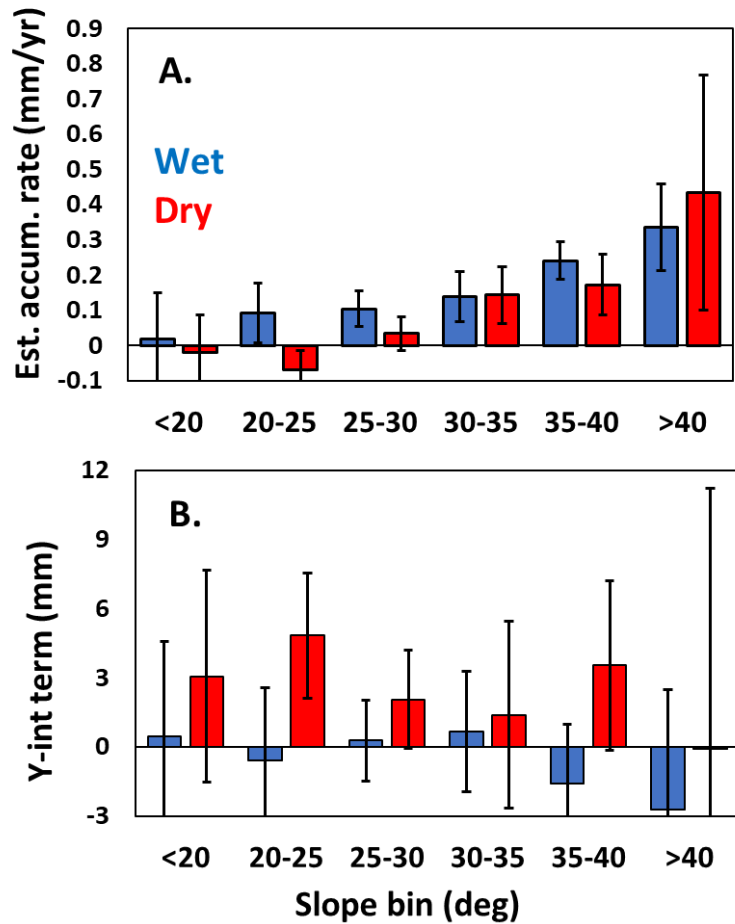 Est. accum. rate (mm/yr)
0.9
0.8
0.7
0.6
0.5
0.4
0.3
0.2
0.1
0
-0.1
A.
Wet
Dry
<20 20-25 25-30 30-35 35-40 >40
Y-int term (mm)
12
9
6
3
0
-3
B.
<20 20-25 25-30 30-35 35-40 >40
Slope bin (deg)